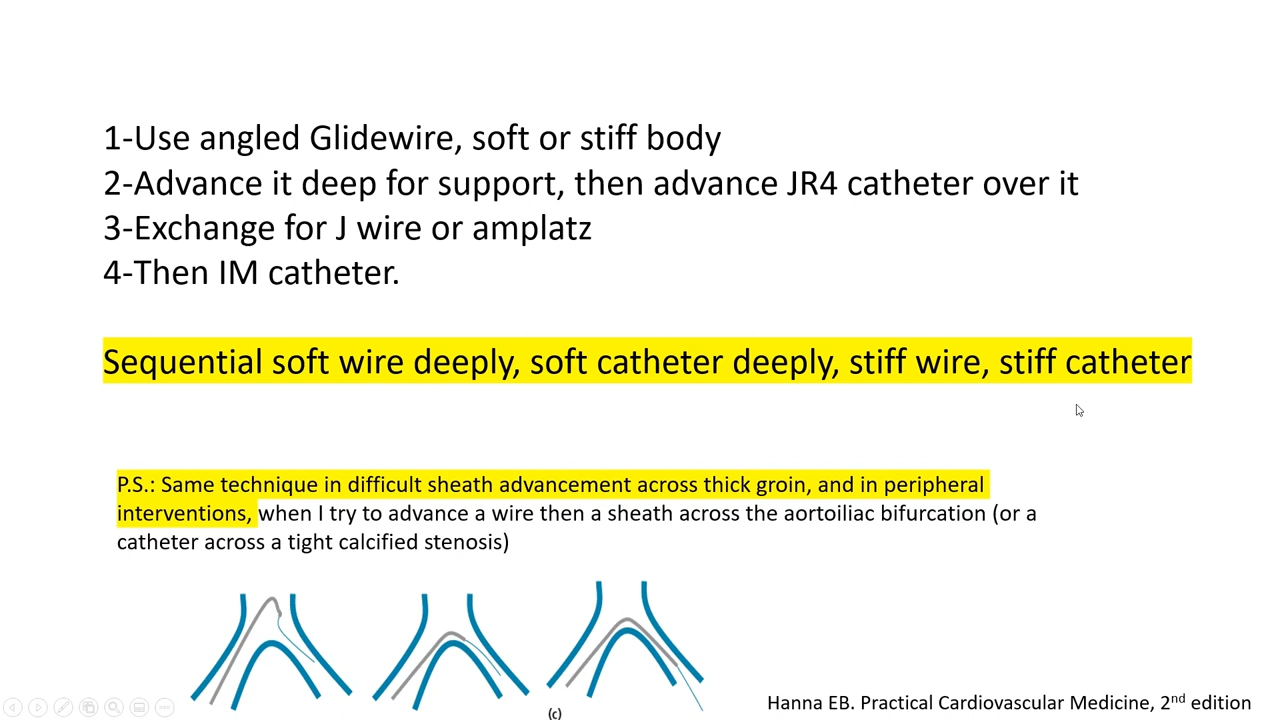 1-Use angled Glidewire, soft or stiff body
2-Advance it deep for support, then advance JR4 catheter over it
3-Exchange for J wire or amplatz
4-Then IM catheter.
Sequential soft wire deeply, soft catheter deeply, stiff wire, stiff catheter
P.S.: Same technique in difficult sheath advancement across thick groin, and in peripheral
interventions, when I try to advance a wire then a sheath across the aortoiliac bifurcation (or a
catheter across a tight calcified stenosis)
(c)
Hanna EB. Practical Cardiovascular Medicine, 2nd edition